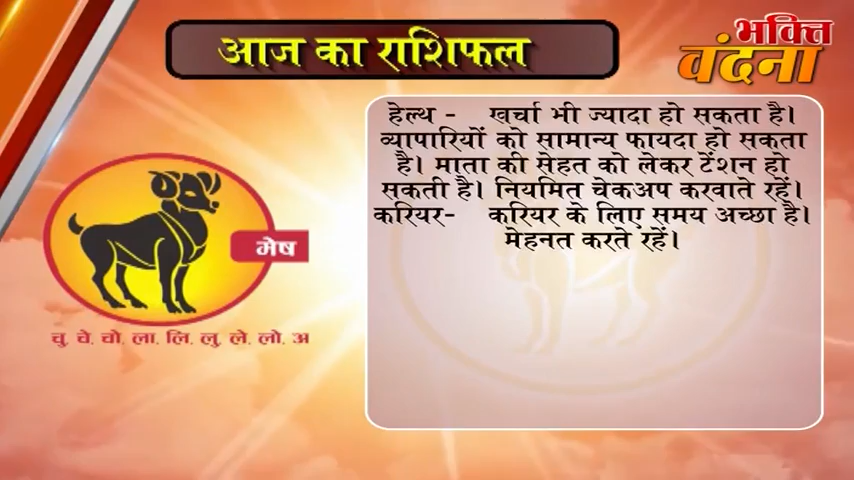 आज का राशिफल
भक्ति
वंदना
हेल्थ - खर्चा भी ज्यादा हो सकता है।
व्यापारियों को सामान्य फायदा हो सकता
है। माता की सेहत को लेकर टेंशन हो
सकती है। नियमित चेकअप करवाते रहें।
करियर- करियर के लिए समय अच्छा है।
मेहनत करते रहें।
मेष
चु, चे, चो, ला, लि, लु, ले, लो, अ